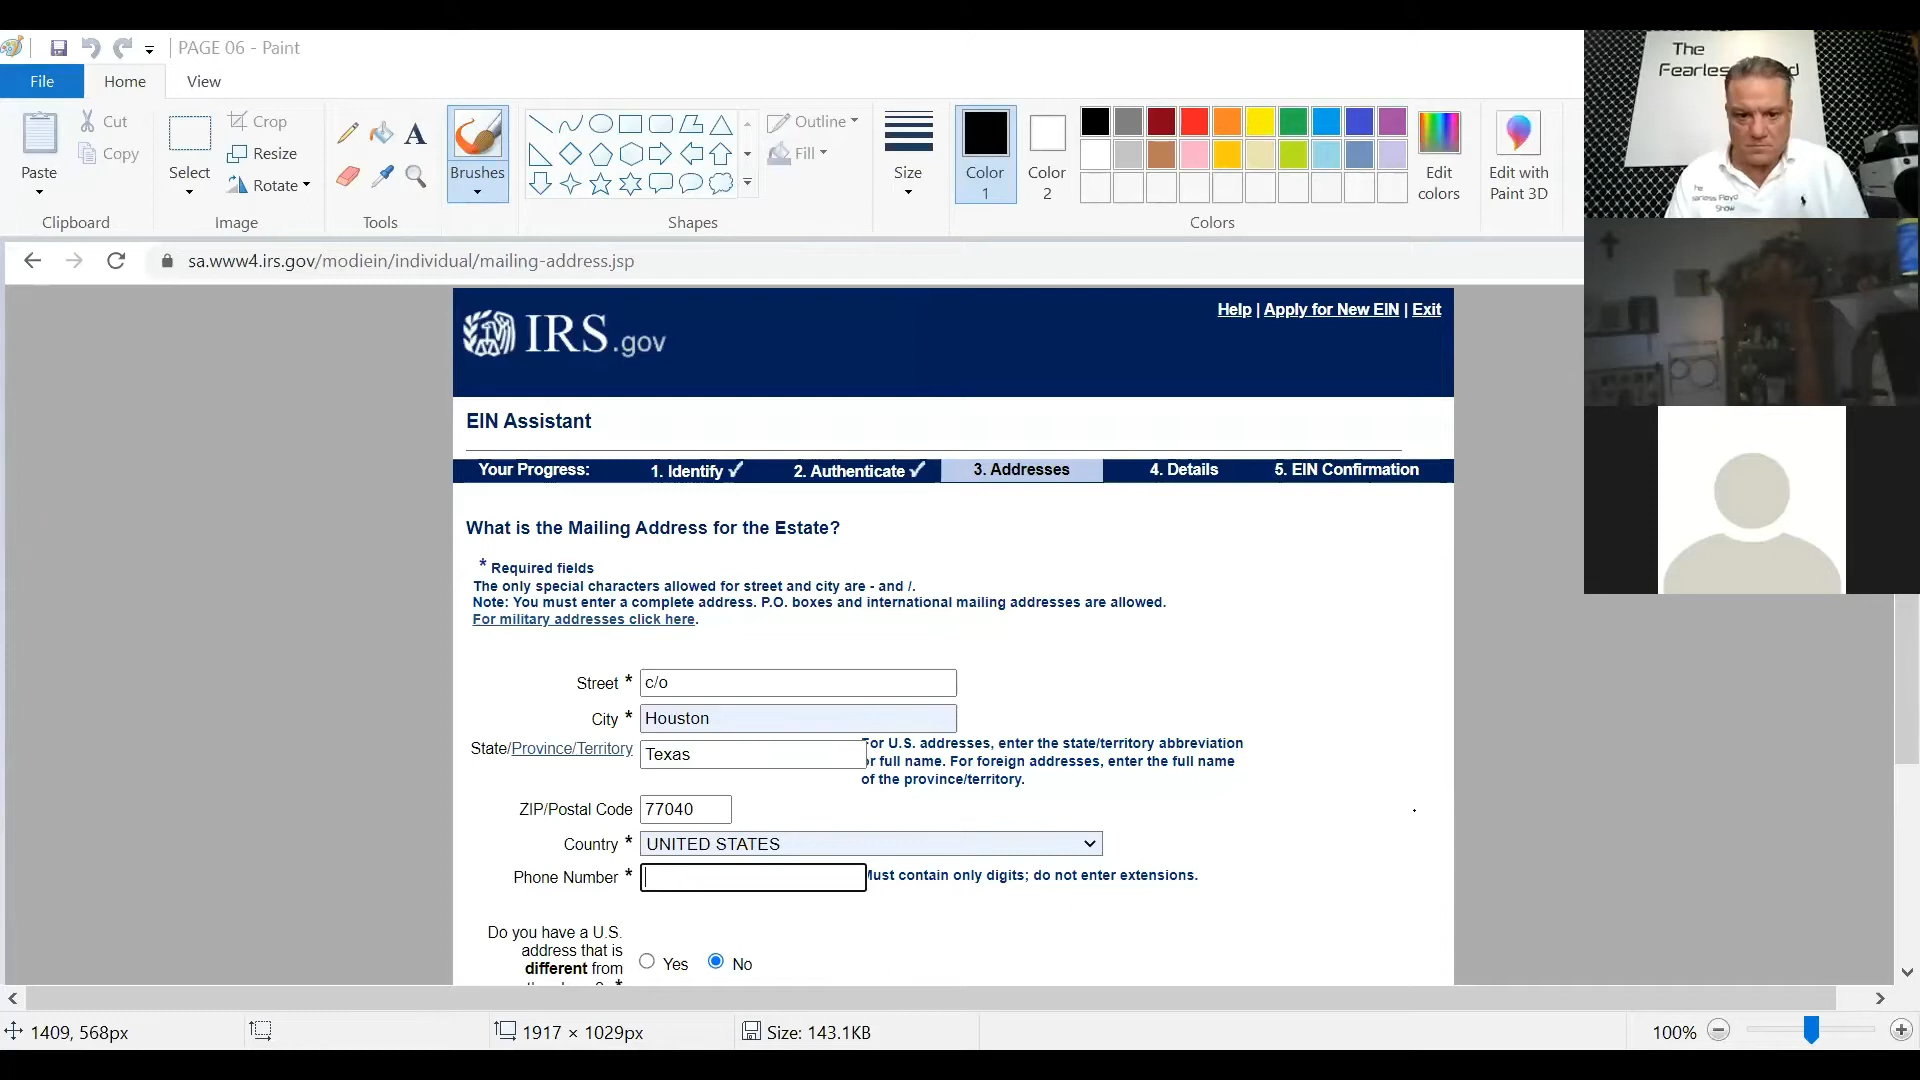 PAGE 06 - Paint
File
Home
View
Paste
Cut
Copy
Clipboard
Select
Crop
Resize
Rotate
Image
A
Tools
Brushes
Outline
Fill
Shapes
Size
Color
1
Color
2
Edit
colors
Colors
Edit with
Paint 3D
sa.www4.irs.gov/modiein/individual/mailing-address.jsp
IRS.gov
Help | Apply for New EIN | Exit
EIN Assistant
Your Progress:
1. Identify ✓
2. Authenticate ✓
3. Addresses
4. Details
5. EIN Confirmation
What is the Mailing Address for the Estate?
* Required fields
The only special characters allowed for street and city are - and /.
Note: You must enter a complete address. P.O. boxes and international mailing addresses are allowed.
For military addresses click here.
Street * c/o
City * Houston
State/Province/Territory Texas
For U.S. addresses, enter the state/territory abbreviation
or full name. For foreign addresses, enter the full name
of the province/territory.
ZIP/Postal Code 77040
Country * UNITED STATES
Phone Number *
Must contain only digits; do not enter extensions.
Do you have a U.S.
address that is
different from
Yes
No
1409, 568px
1917 × 1029px
Size: 143.1KB
100%
The
Show